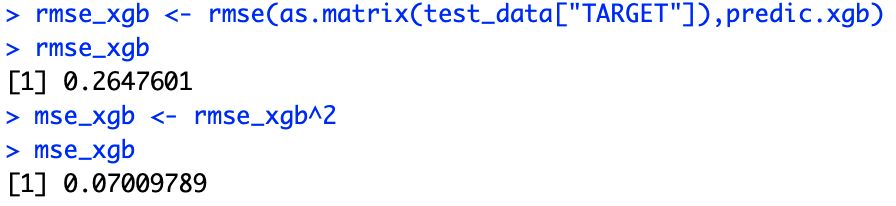 > rmse_xgb <- rmse(as.matrix(test_data["TARGET"]),predic.xgb)
> rmse_xgb
[1] 0.2647601
> mse_xgb <- rmse_xgb^2
> mse_xgb
[1] 0.07009789